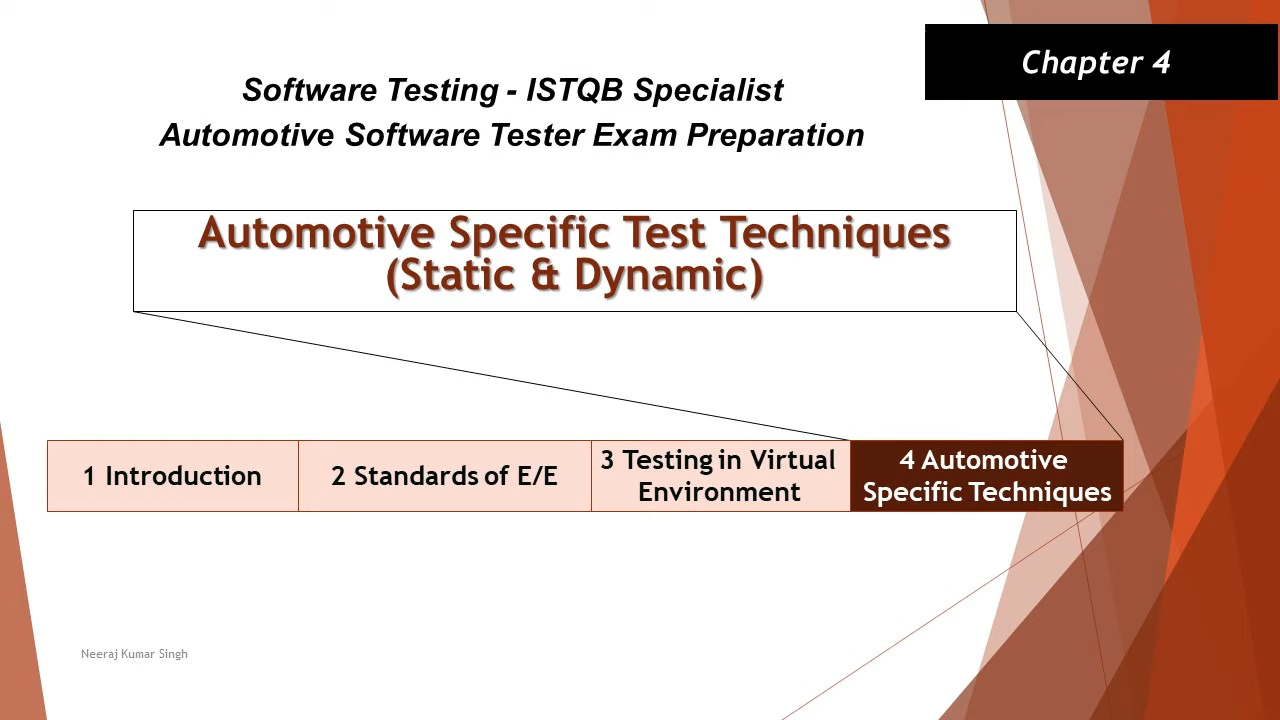 Chapter 4
Software Testing - ISTQB Specialist
Automotive Software Tester Exam Preparation
Automotive Specific Test Techniques
(Static & Dynamic)
1 Introduction
2 Standards of E/E
3 Testing in Virtual
Environment
4 Automotive
Specific Techniques
Neeraj Kumar Singh